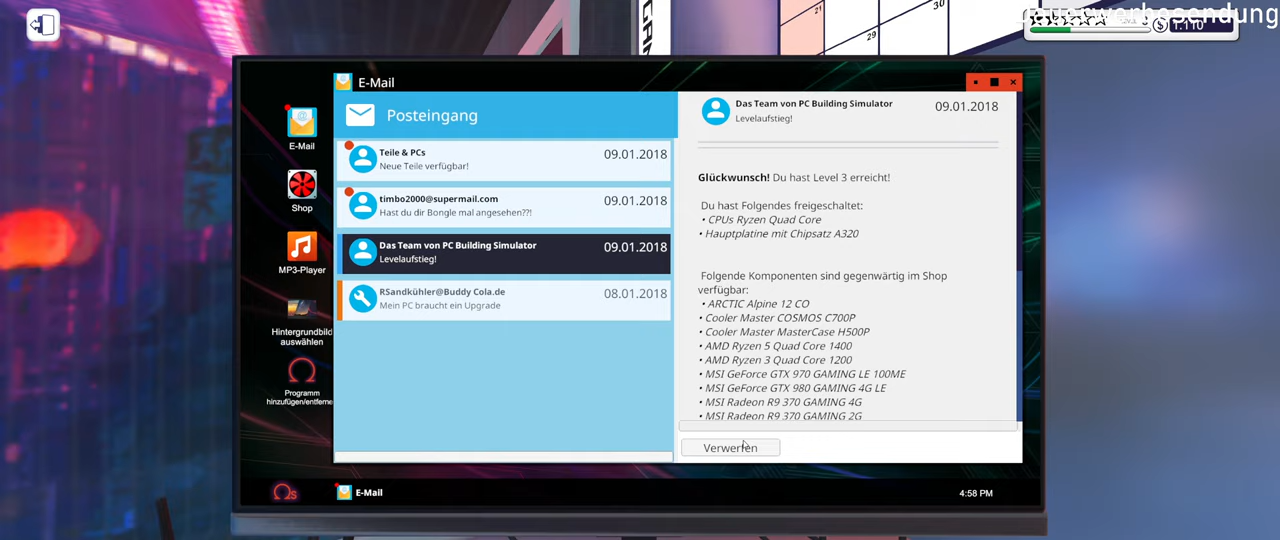 21
30
29
1.110
E-Mail
E-Mail
Shop
MP3-Player
Hintergrundbild
auswählen
Programm
hinzufügen/entferne
Posteingang
Teile & PCs
09.01.2018
Neue Teile verfügbar!
timbo2000@supermail.com
09.01.2018
Hast du dir Bongle mal angesehen??!
Das Team von PC Building Simulator
09.01.2018
Levelaufstieg!
RSandkühler@Buddy Cola.de
08.01.2018
Mein PC braucht ein Upgrade
Das Team von PC Building Simulator
09.01.2018
Levelaufstieg!
Glückwunsch! Du hast Level 3 erreicht!
Du hast Folgendes freigeschaltet:
• CPUs Ryzen Quad Core
• Hauptplatine mit Chipsatz A320
Folgende Komponenten sind gegenwärtig im Shop
verfügbar:
• ARCTIC Alpine 12 CO
• Cooler Master COSMOS C700P
• Cooler Master MasterCase H500P
• AMD Ryzen 5 Quad Core 1400
• AMD Ryzen 3 Quad Core 1200
• MSI GeForce GTX 970 GAMING LE 100ME
• MSI GeForce GTX 980 GAMING 4G LE
• MSI Radeon R9 370 GAMING 4G
• MSI Radeon R9 370 GAMING 2G
Verwerfen
E-Mail
4:58 PM